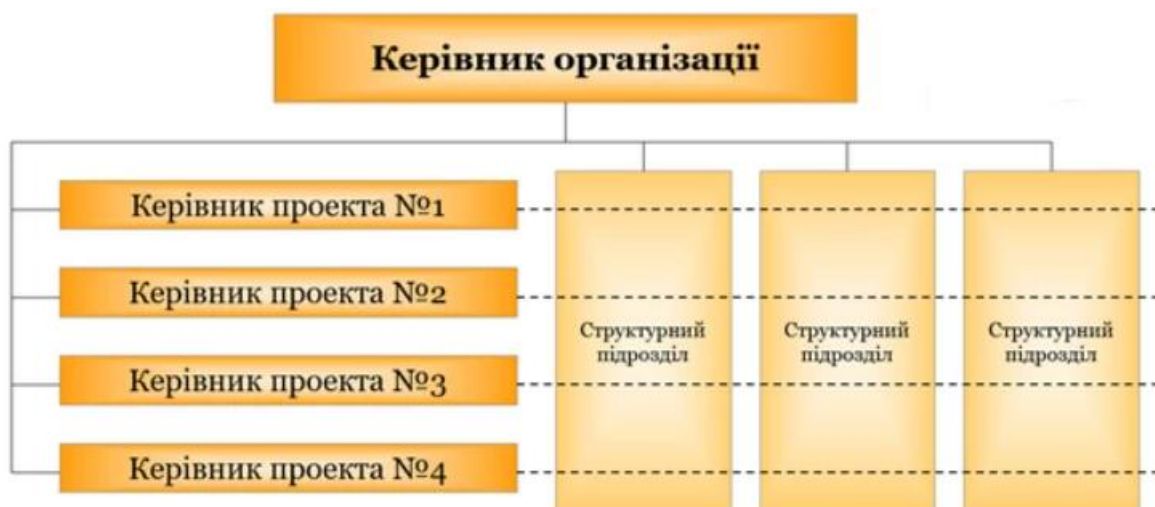 Керівник організації
Керівник проекта №1
Керівник проекта №2
Керівник проекта №3
Керівник проекта №4
Структурний
підрозділ
Структурний
підрозділ
Структурний
підрозділ